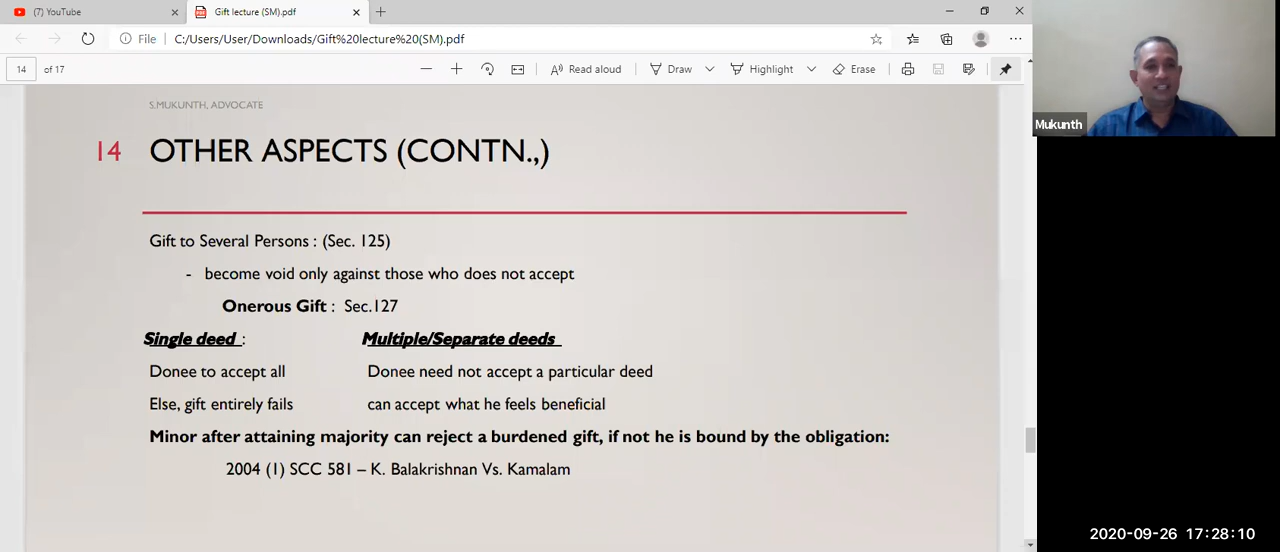 (7) YouTube
Gift lecture (SM).pdf
File
C:/Users/User/Downloads/Gift%20lecture%20(SM).pdf
14 of 17
Read aloud
Draw
Highlight
Erase
Mukunth
S.MUKUNTH, ADVOCATE
14 OTHER ASPECTS (CONTN.,)
Gift to Several Persons : (Sec. 125)
- become void only against those who does not accept
Onerous Gift : Sec.127
Single deed : Multiple/Separate deeds
Donee to accept all Donee need not accept a particular deed
Else, gift entirely fails can accept what he feels beneficial
Minor after attaining majority can reject a burdened gift, if not he is bound by the obligation:
2004 (1) SCC 581 – K. Balakrishnan Vs. Kamalam
2020-09-26 17:28:10